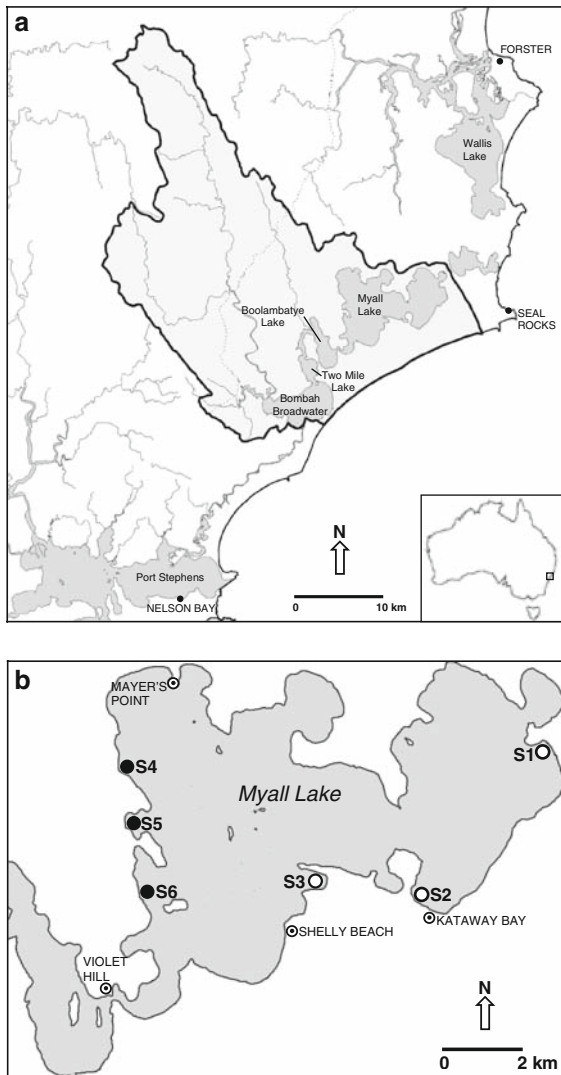 a
FORSTER
Wallis
Lake
Myall
Lake
Boolambatye
Lake
SEAL
ROCKS
Two Mile
Lake
Bombah
Broadwater
N
Port Stephens
NELSON BAY
10 km
0
b
MAYER'S
POINT
S1
S4
Myall Lake
S5
S3
S6
S2
KATAWAY BAY
SHELLY BEACH
VIOLET
HILL
N
0
2 km